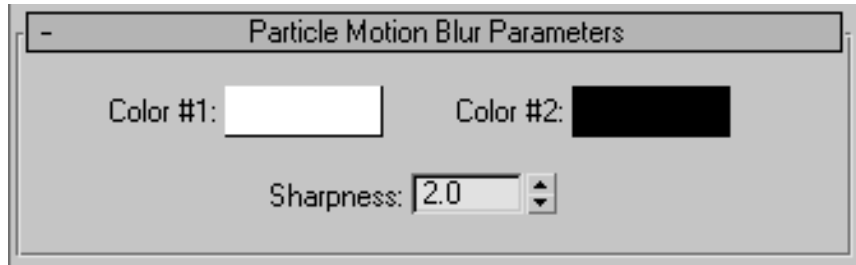 - Particle Motion Blur Parameters
Color #1: Color #2:
Sharpness: 2.0